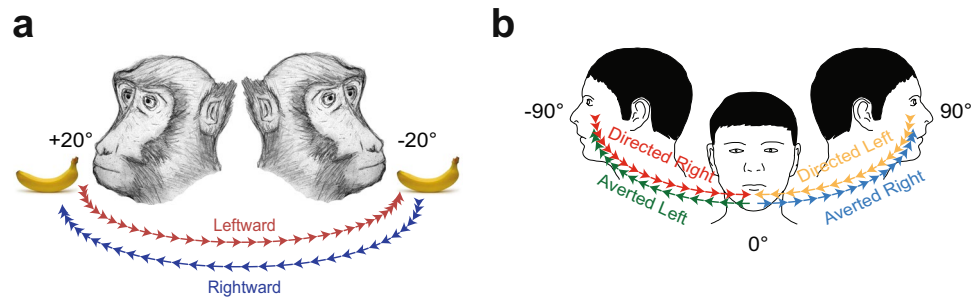 a
+20°
-20°
Leftward
Rightward
b
-90°
90°
Directed Right
Directed Left
Averted Left
Averted Right
0°